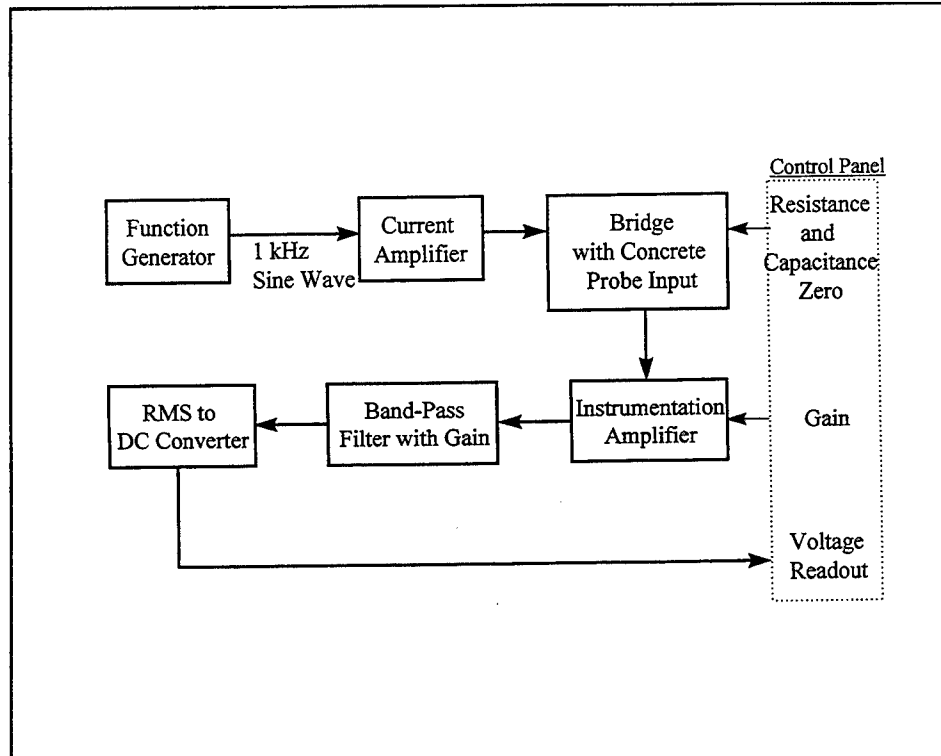 Control Panel
Function
Generator
1 kHz
Sine Wave
Current
Amplifier
Bridge
with Concrete
Probe Input
Resistance
and
Capacitance
Zero
RMS to
DC Converter
Band-Pass
Filter with Gain
Instrumentation
Amplifier
Gain
Voltage
Readout